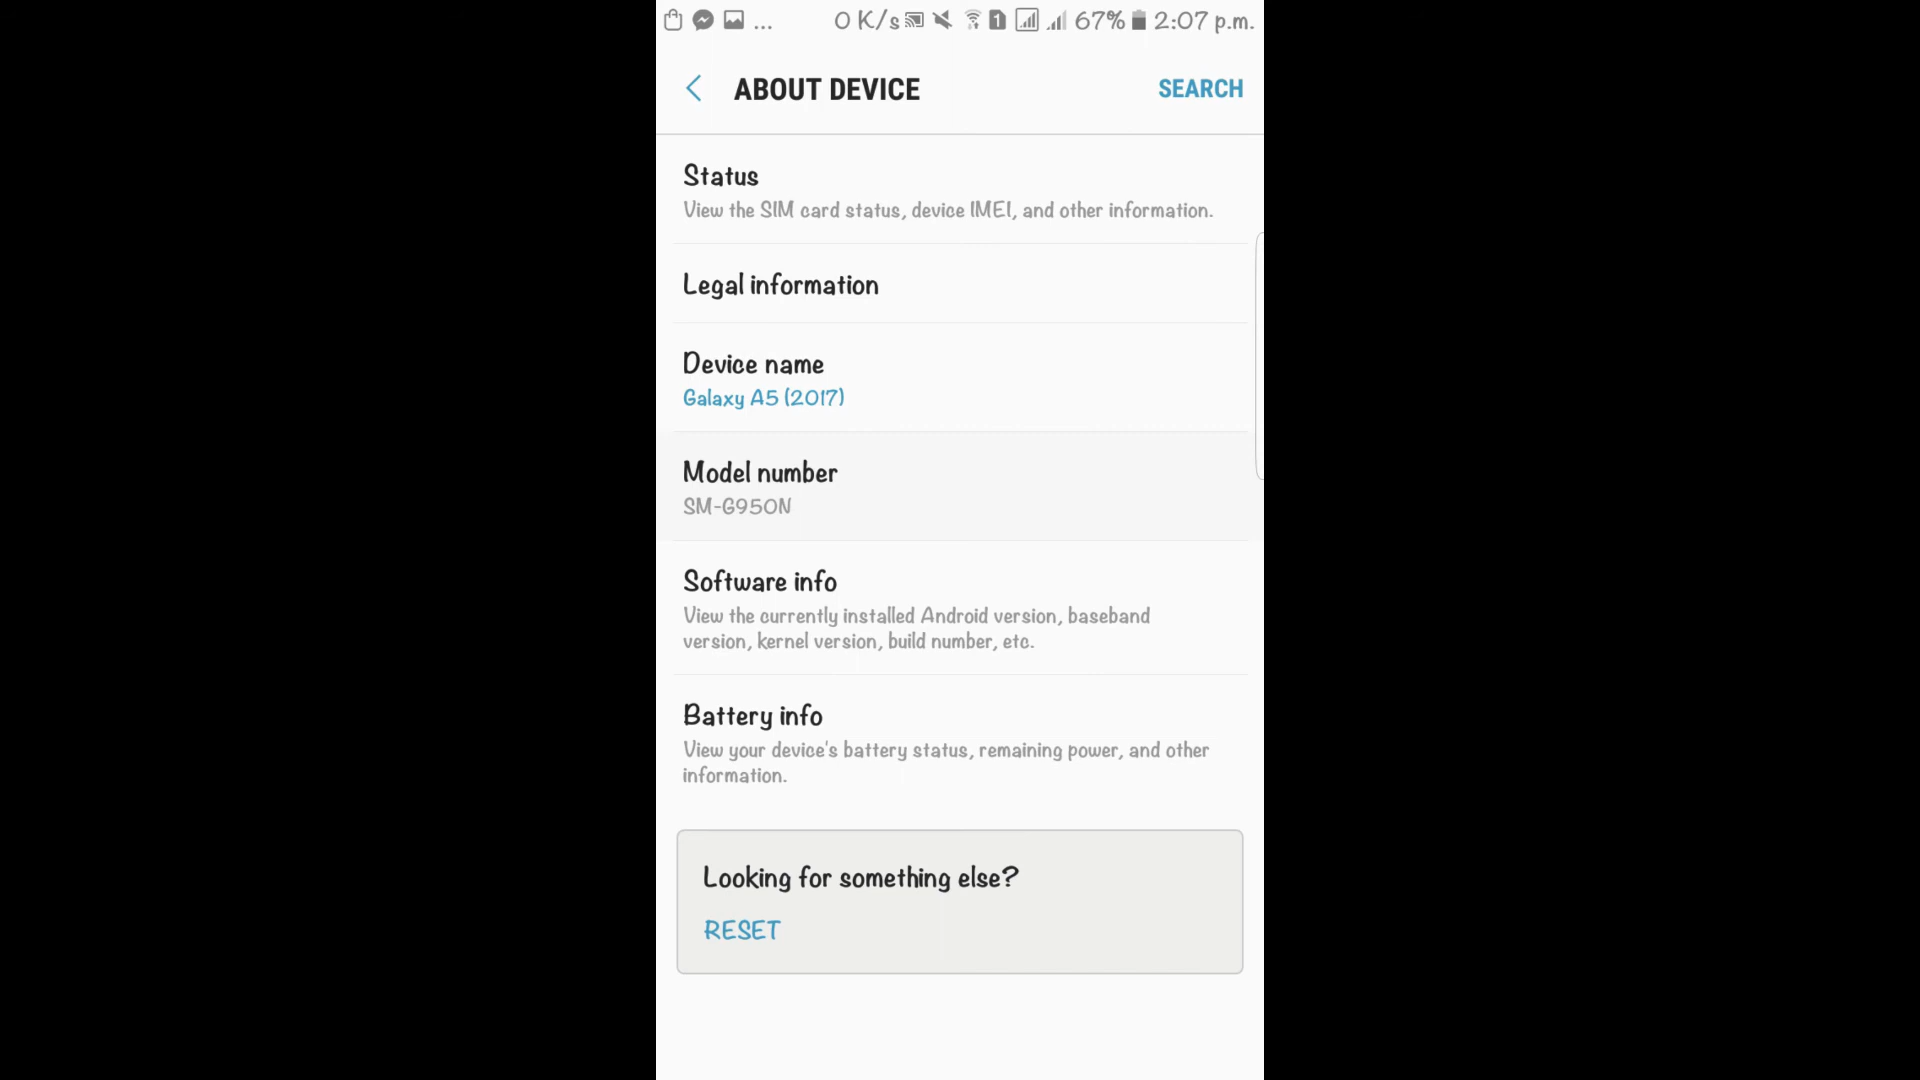 ... 0 K/s 1 67% 2:07 p.m.
ABOUT DEVICE SEARCH
Status
View the SIM card status, device IMEI, and other information.
Legal information
Device name
Galaxy A5 (2017)
Model number
SM-G950N
Software info
View the currently installed Android version, baseband
version, kernel version, build number, etc.
Battery info
View your device's battery status, remaining power, and other
information.
Looking for something else?
RESET